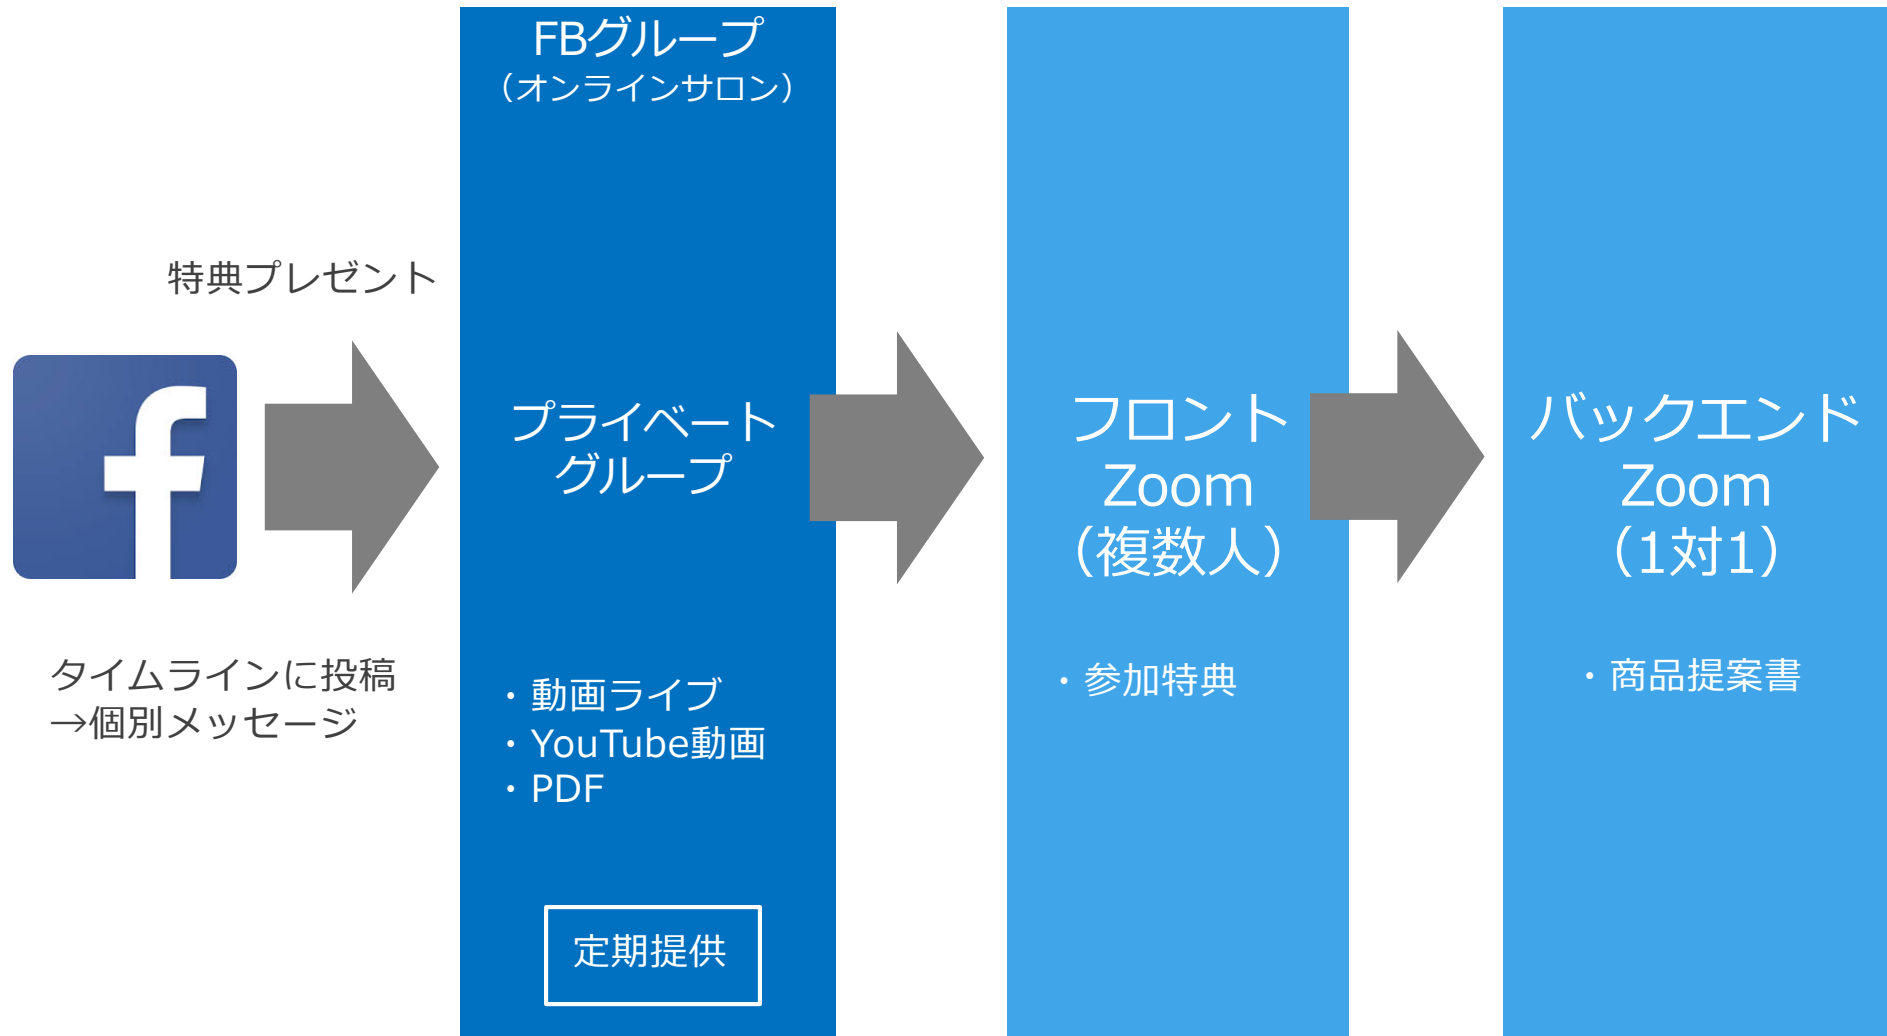 FBグループ
（オンラインサロン）
特典プレゼント
タイムラインに投稿
→個別メッセージ
プライベート
グループ
・動画ライブ
・YouTube動画
・PDF
定期提供
フロント
Zoom
（複数人）
・参加特典
バックエンド
Zoom
（1対1）
・商品提案書